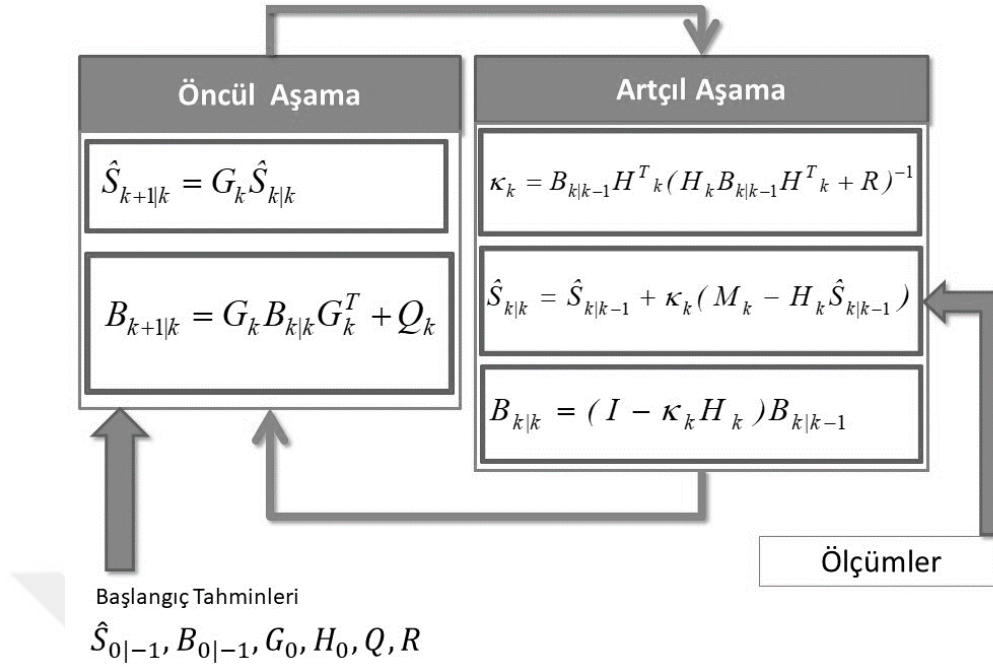 Öncül Aşama
Ŝ_{k+1|k} = G_k Ŝ_{k|k}
B_{k+1|k} = G_k B_{k|k} G_k^T + Q_k
Artçıl Aşama
κ_k = B_{k|k-1} H^T_k (H_k B_{k|k-1} H^T_k + R)^{-1}
Ŝ_{k|k} = Ŝ_{k|k-1} + κ_k (M_k − H_k Ŝ_{k|k-1})
B_{k|k} = (I − κ_k H_k) B_{k|k-1}
Ölçümler
Başlangıç Tahminleri
Ŝ_{0|−1}, B_{0|−1}, G_0, H_0, Q, R